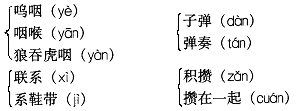 呜咽（yè）
咽喉（yān）
狼吞虎咽（yàn）
子弹（dàn）
弹奏（tán）
联系（xì）
系鞋带（jì）
积攒（zǎn）
攒在一起（cuán）